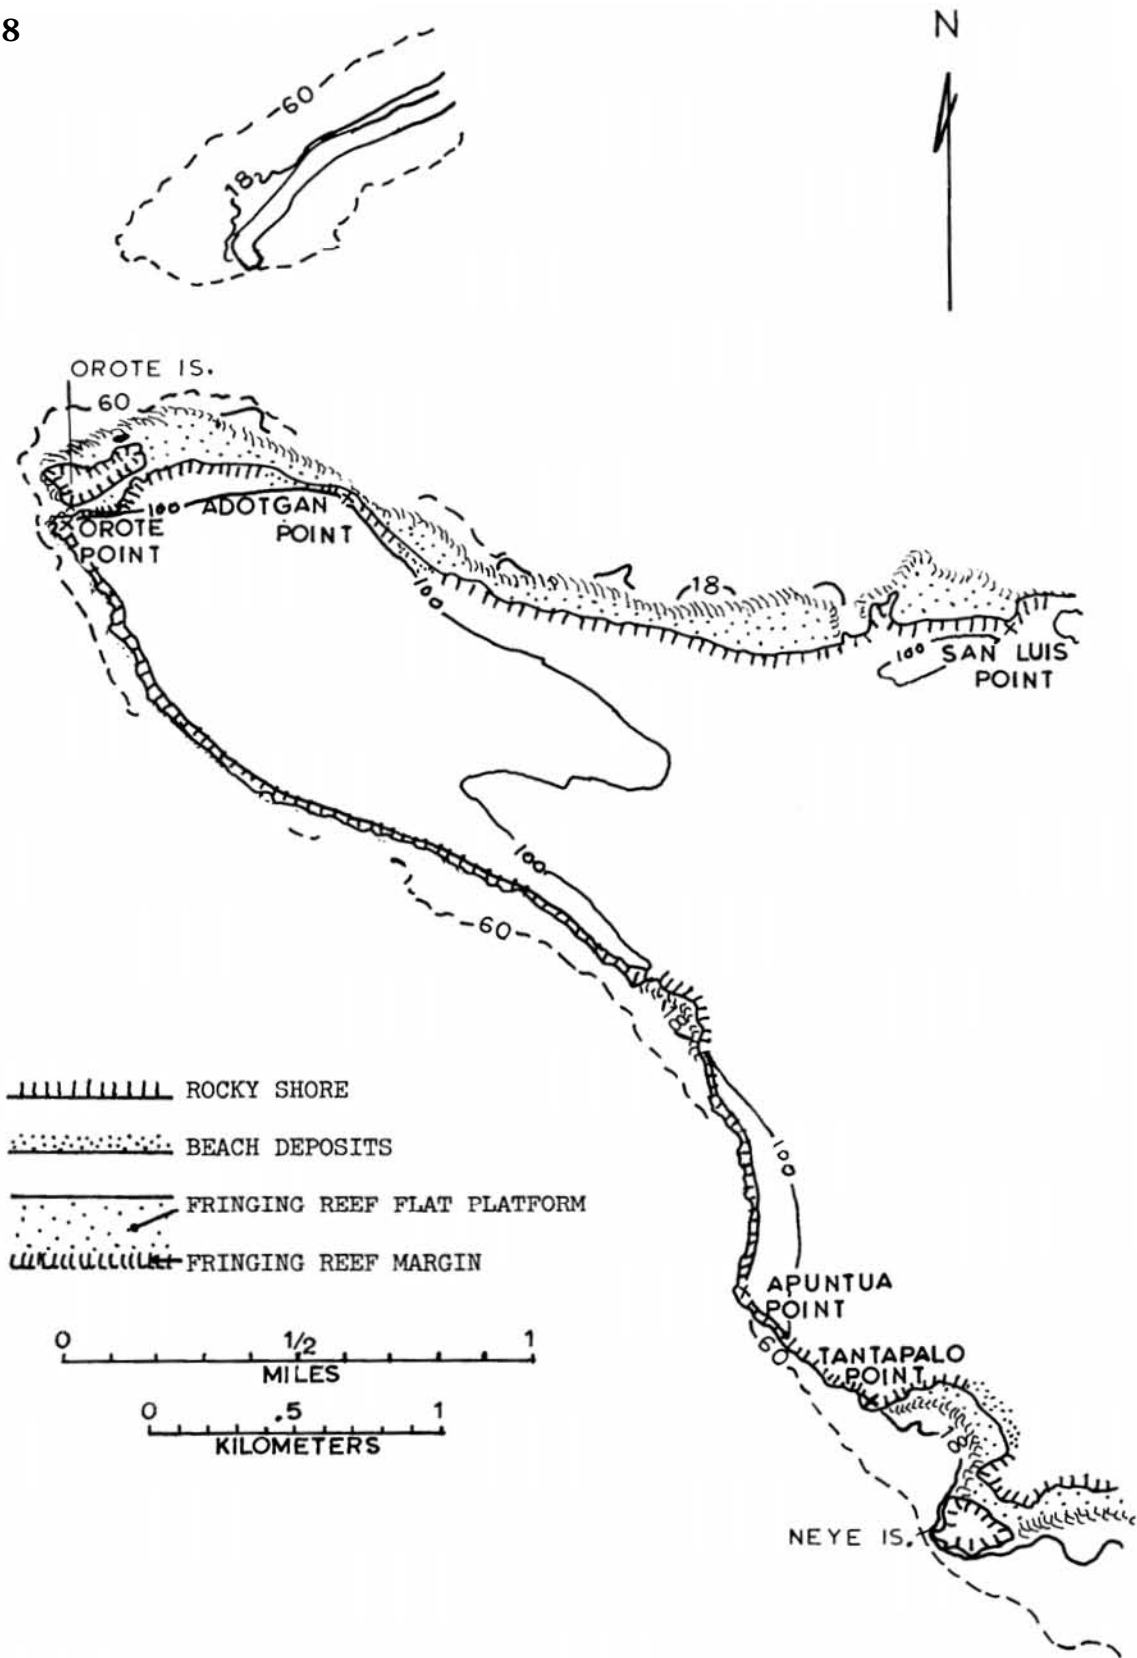 8
N
60
18
OROTE IS.
60
100
ADOTGAN
POINT
OROTE
POINT
100
18
100
SAN LUIS
POINT
100
60
18
ROCKY SHORE
BEACH DEPOSITS
100
FRINGING REEF FLAT PLATFORM
FRINGING REEF MARGIN
APUNTUA
POINT
0 1/2 1
MILES
60
TANTAPALO
POINT
0 .5 1
KILOMETERS
18
NEYE IS.